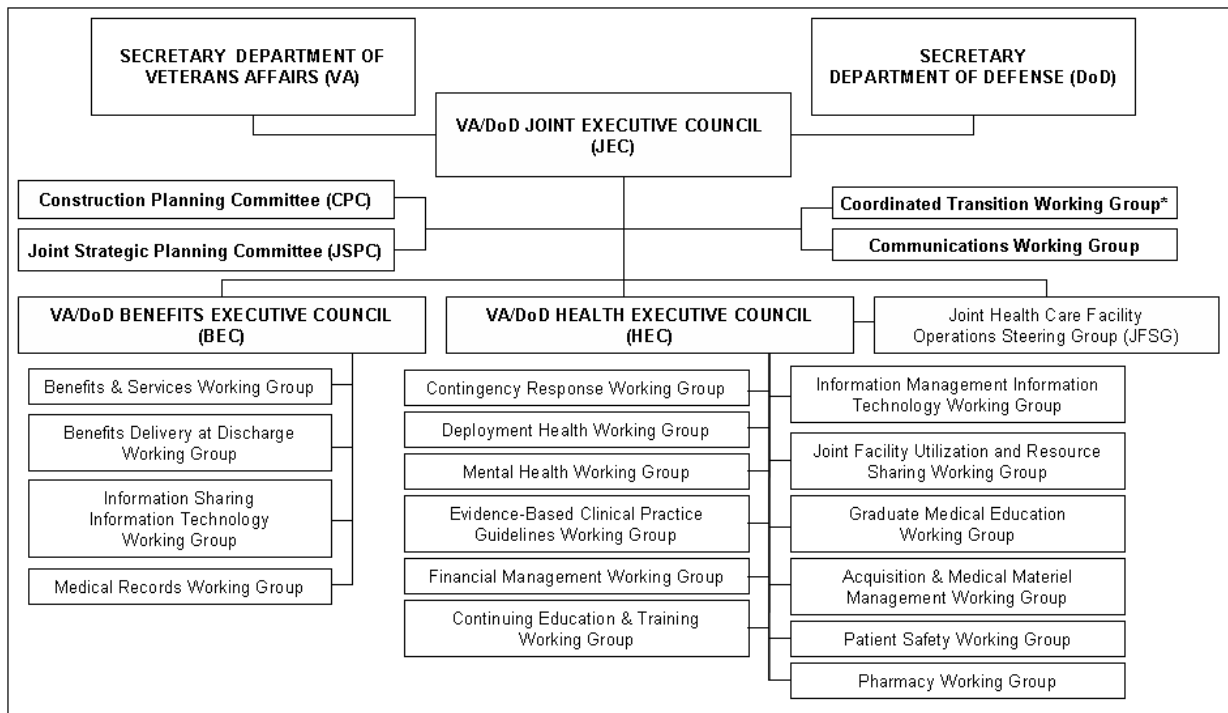 SECRETARY DEPARTMENT OF
VETERANS AFFAIRS (VA)
SECRETARY
DEPARTMENT OF DEFENSE (DoD)
VA/DoD JOINT EXECUTIVE COUNCIL
(JEC)
Construction Planning Committee (CPC)
Joint Strategic Planning Committee (JSPC)
Coordinated Transition Working Group*
Communications Working Group
VA/DoD BENEFITS EXECUTIVE COUNCIL
(BEC)
VA/DoD HEALTH EXECUTIVE COUNCIL
(HEC)
Joint Health Care Facility
Operations Steering Group (JFSG)
Benefits & Services Working Group
Benefits Delivery at Discharge
Working Group
Information Sharing
Information Technology
Working Group
Medical Records Working Group
Contingency Response Working Group
Deployment Health Working Group
Mental Health Working Group
Evidence-Based Clinical Practice
Guidelines Working Group
Financial Management Working Group
Continuing Education & Training
Working Group
Information Management Information
Technology Working Group
Joint Facility Utilization and Resource
Sharing Working Group
Graduate Medical Education
Working Group
Acquisition & Medical Materiel
Management Working Group
Patient Safety Working Group
Pharmacy Working Group